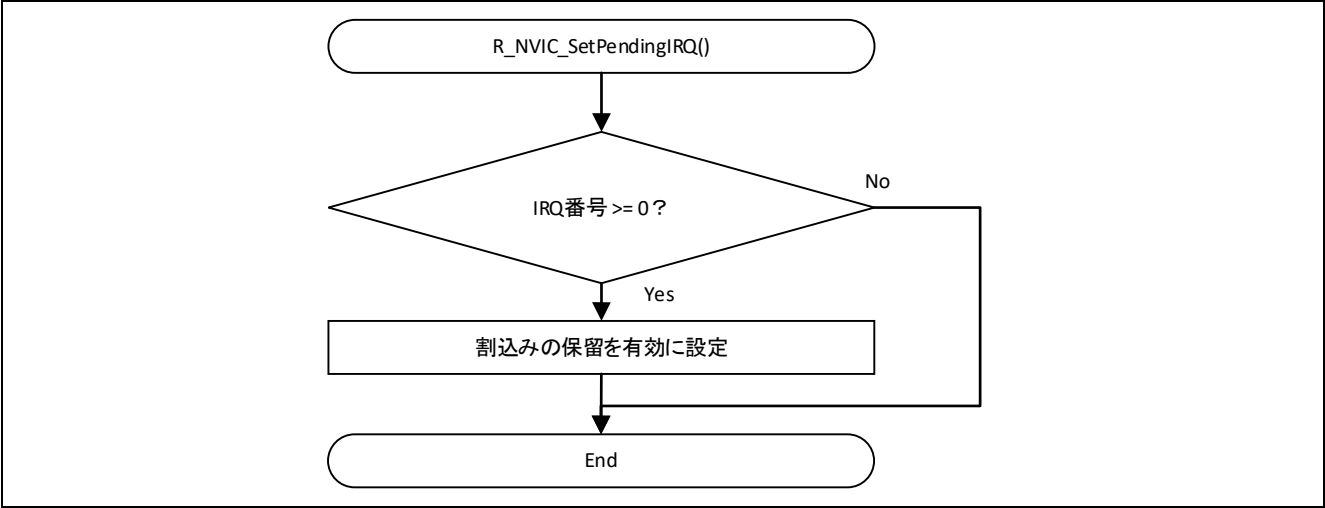 R_NVIC_SetPendingIRQ()
IRQ番号 >= 0？
No
Yes
割込みの保留を有効に設定
End